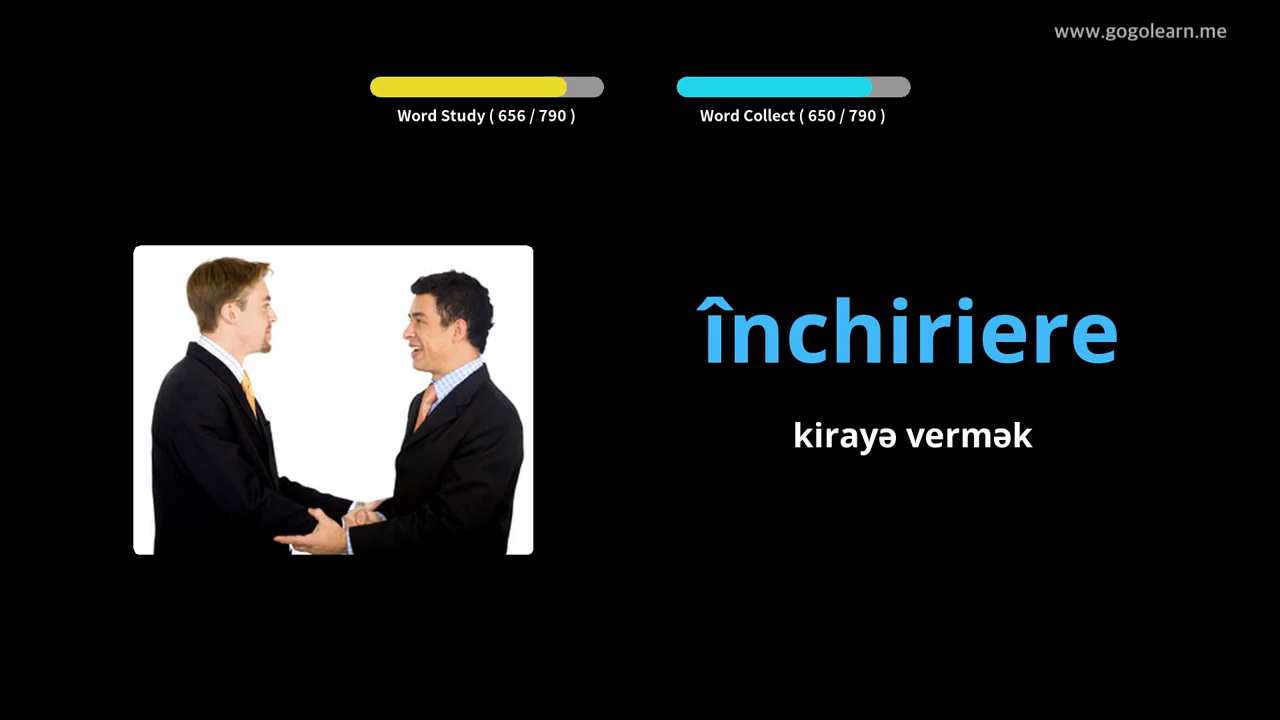 www.gogolearn.me
Word Study ( 656 / 790 )
Word Collect ( 650 / 790 )
închiriere
kirayə vermək